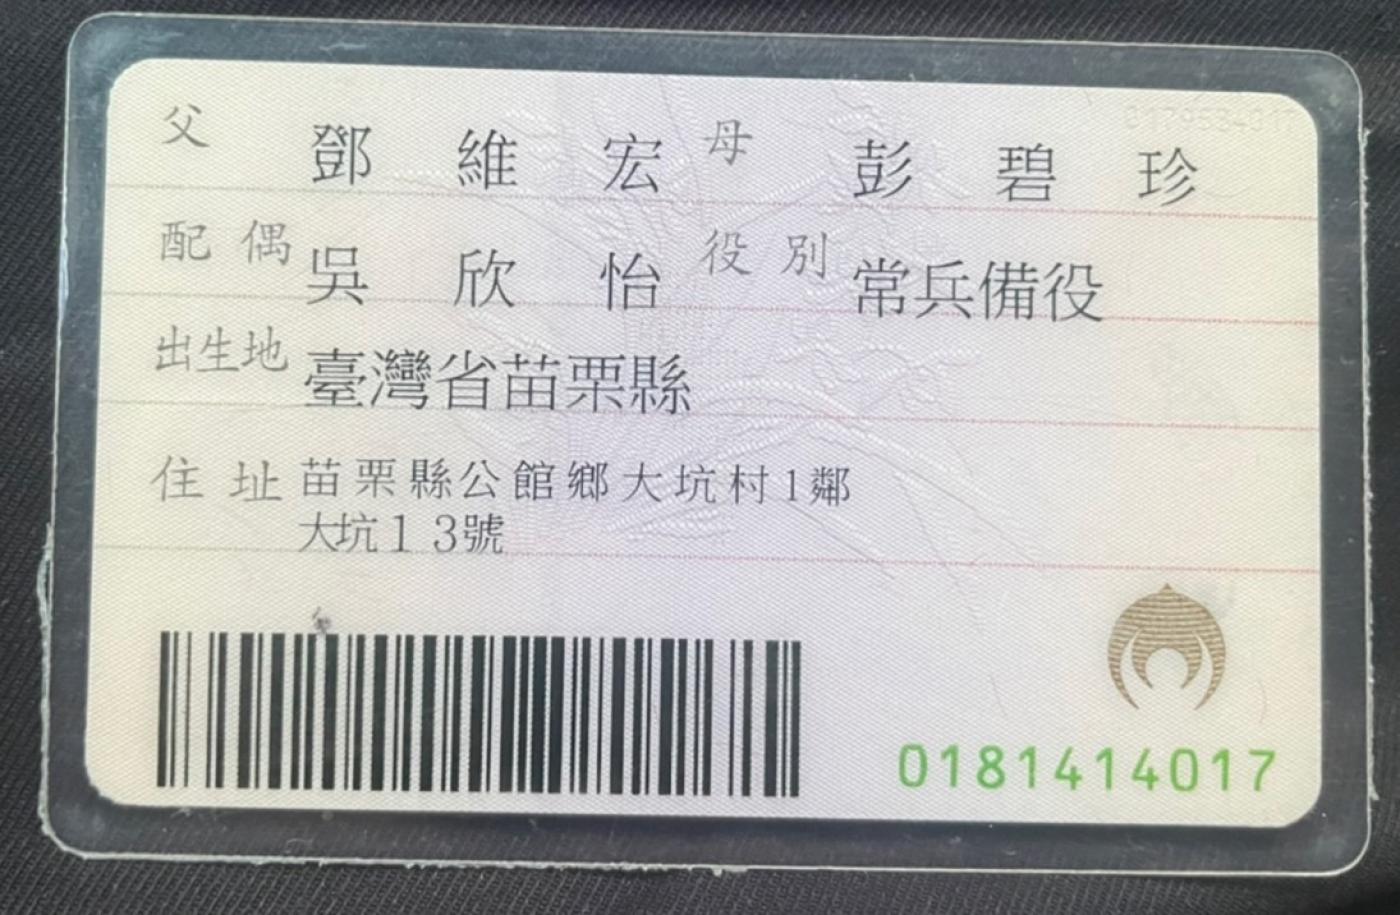 父 鄧維宏 母 彭碧珍
配偶 吳欣怡 役別 常兵備役
出生地 臺灣省苗栗縣
住址 苗栗縣公館鄉大坑村1鄰
大坑13號
0181414017